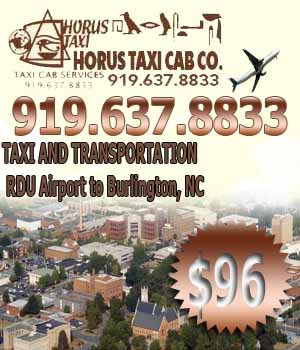 HORUS
TAXI
TAXI CAB SERVICES
919.637.8833
HORUS TAXI CAB CO.
919.637.8833
919.637.8833
TAXI AND TRANSPORTATION
RDU Airport to Burlington, NC
$96